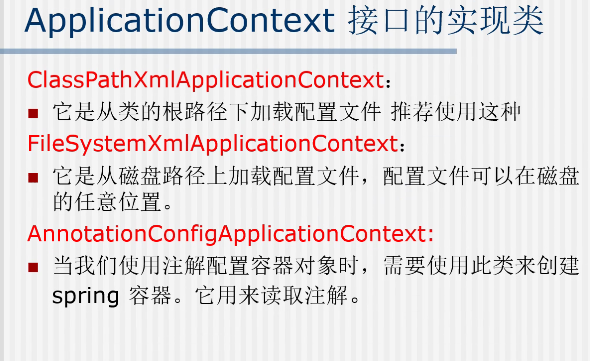 ApplicationContext 接口的实现类
ClassPathXmlApplicationContext：
它是从类的根路径下加载配置文件 推荐使用这种
FileSystemXmlApplicationContext：
它是从磁盘路径上加载配置文件，配置文件可以在磁盘
的任意位置。
AnnotationConfigApplicationContext:
当我们使用注解配置容器对象时，需要使用此类来创建
spring 容器。它用来读取注解。